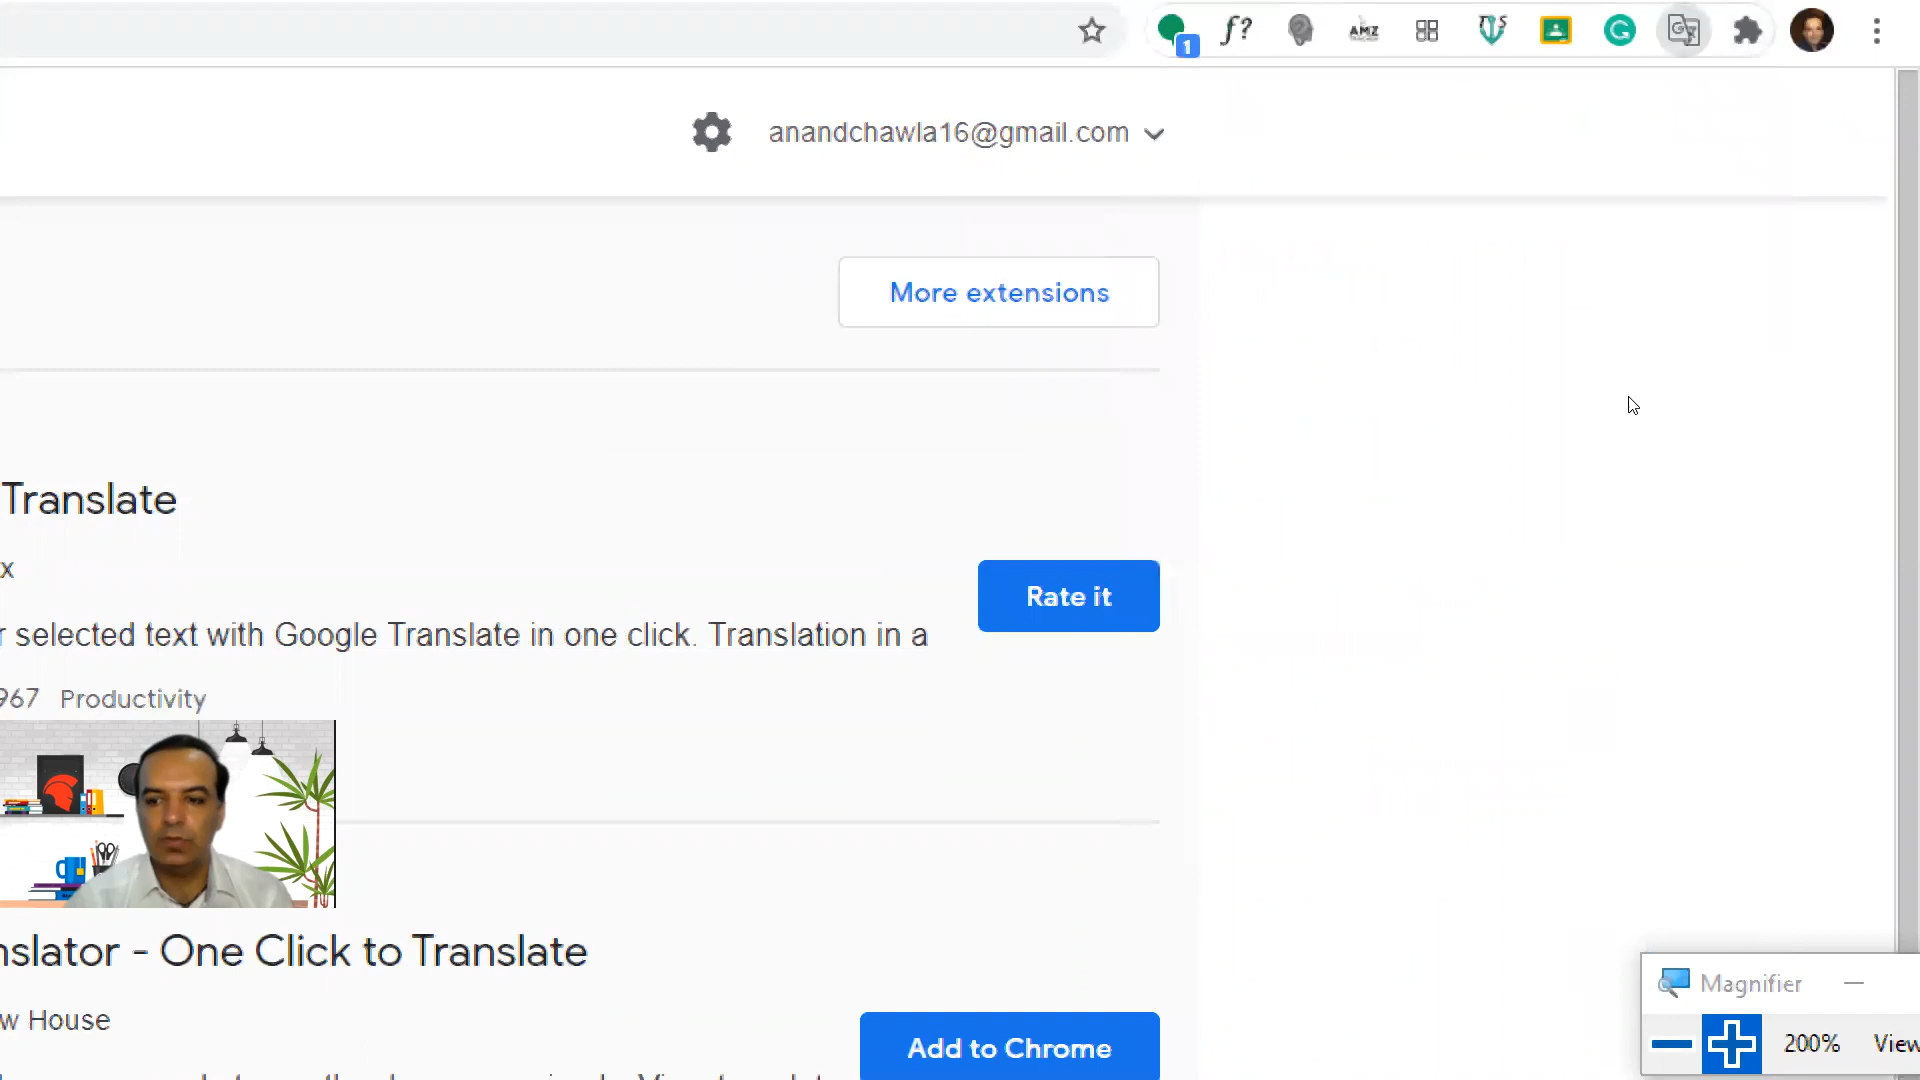 1
f?
AMZ
anandchawla16@gmail.com
More extensions
Translate
x
Rate it
r selected text with Google Translate in one click. Translation in a
967 Productivity
nslator - One Click to Translate
w House
Add to Chrome
Magnifier
200% View